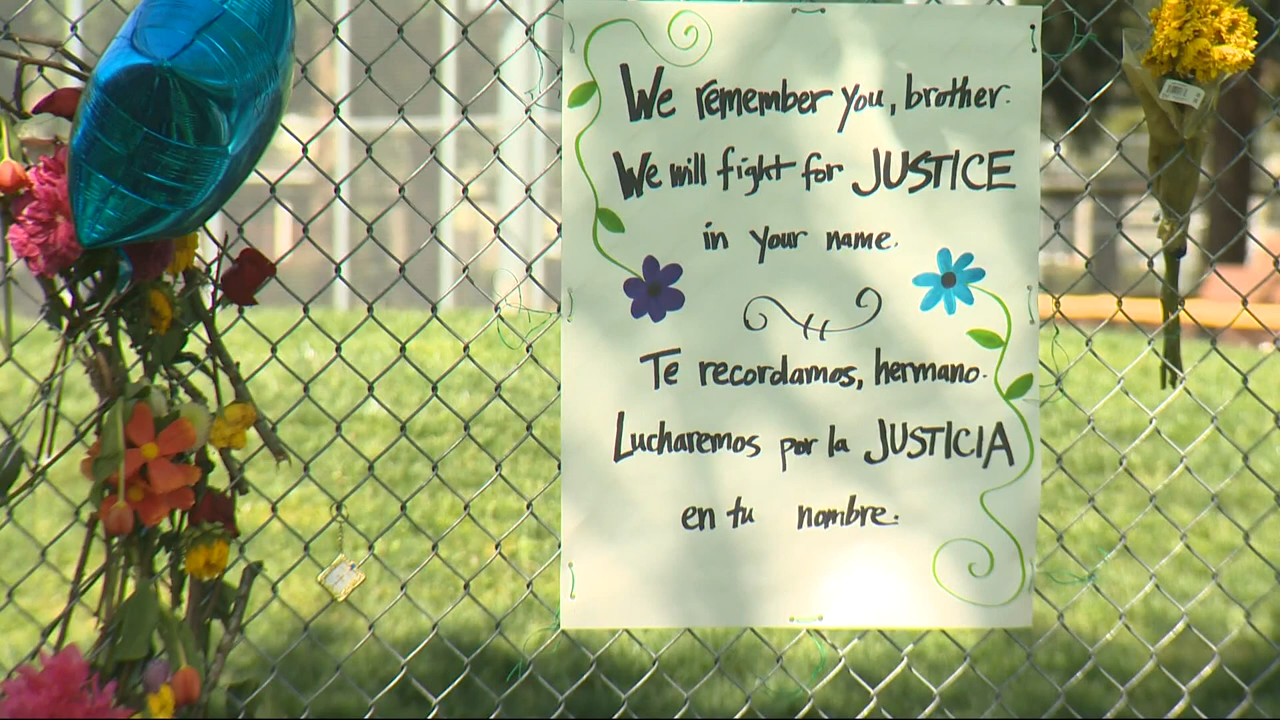 We remember you, brother.
We will fight for JUSTICE
in your name.
Te recordamos, hermano.
Lucharemos por la JUSTICIA
en tu nombre.